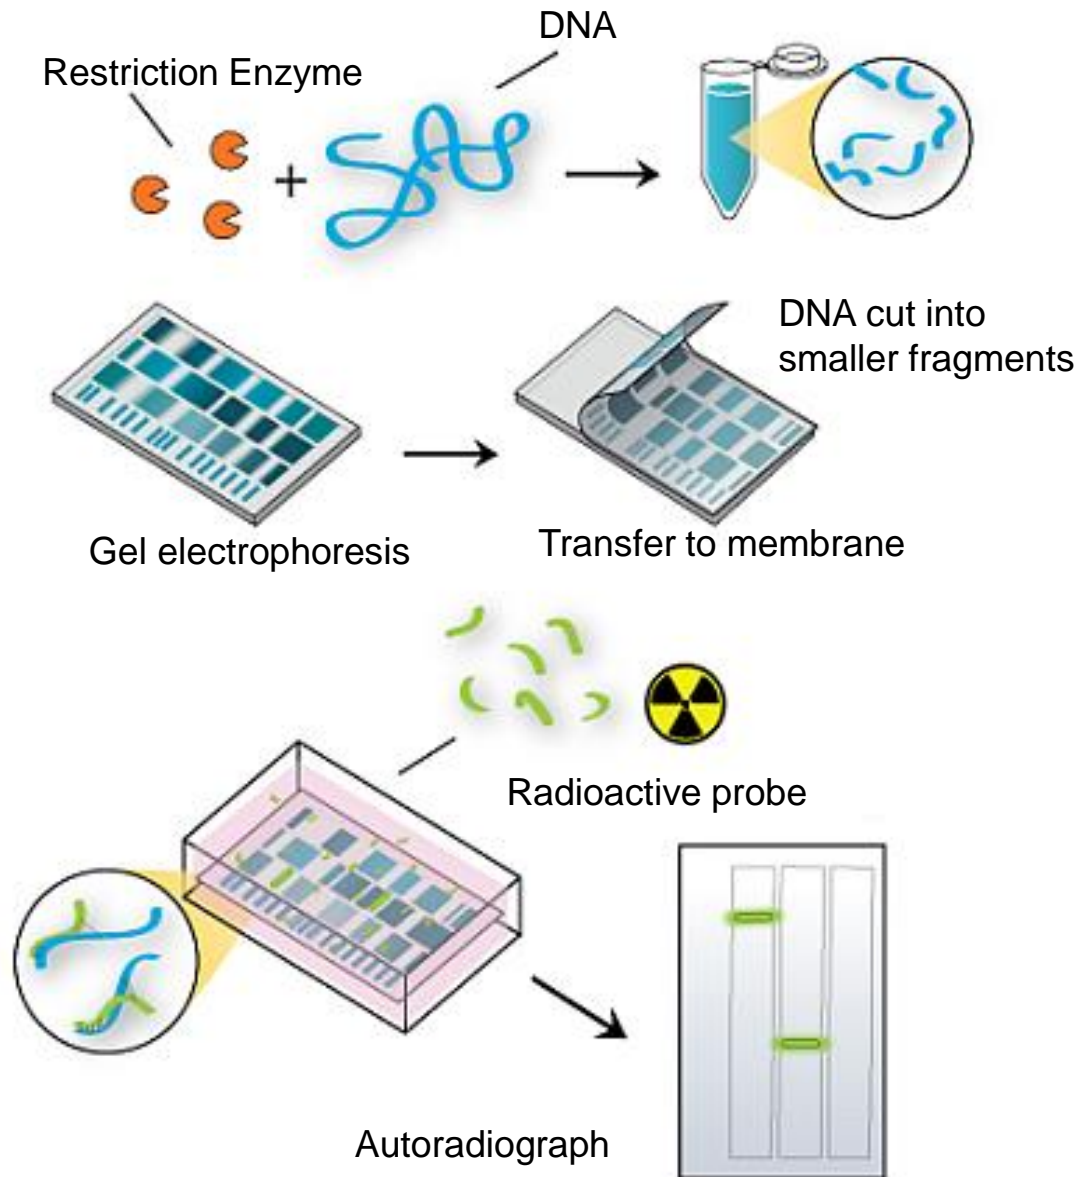 DNA
Restriction Enzyme
DNA cut into
smaller fragments
Gel electrophoresis
Transfer to membrane
Radioactive probe
Autoradiograph